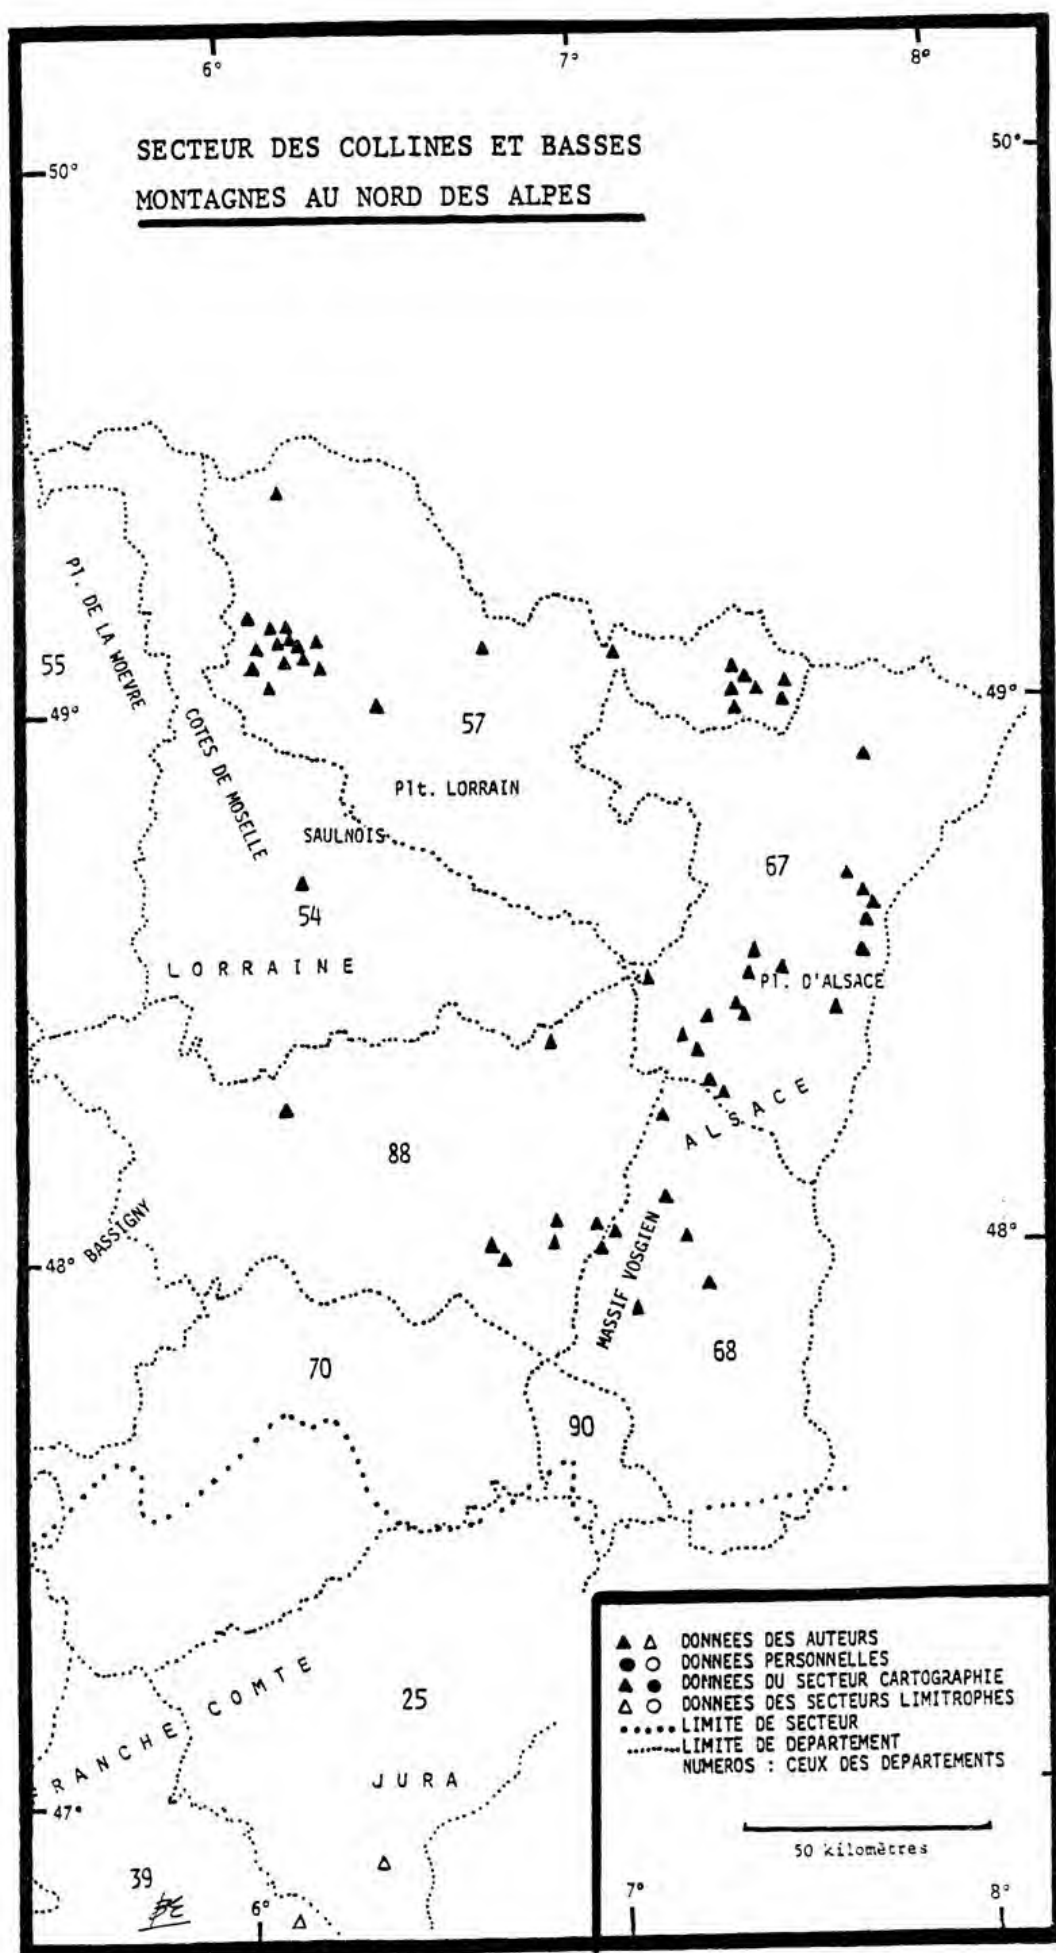 6° 7° 8°
SECTEUR DES COLLINES ET BASSES
MONTAGNES AU NORD DES ALPES
50° 50°
Pl. DE LA WOEVRE
55
49° 49°
COTES DE MOSELLE
57
Plt. LORRAIN
SAULNOIS
67
54
LORRAINE
Pl. D'ALSACE
ALSACE
88
BASSIGNY
48° 48°
MASSIF VOSGIEN
68
70
90
DONNEES DES AUTEURS
DONNEES PERSONNELLES
DONNEES DU SECTEUR CARTOGRAPHIE
DONNEES DES SECTEURS LIMITROPHES
LIMITE DE SECTEUR
LIMITE DE DEPARTEMENT
NUMEROS : CEUX DES DEPARTEMENTS
50 kilomètres
RANCHE COMTE
25
JURA
47°
39
6° 7° 8°